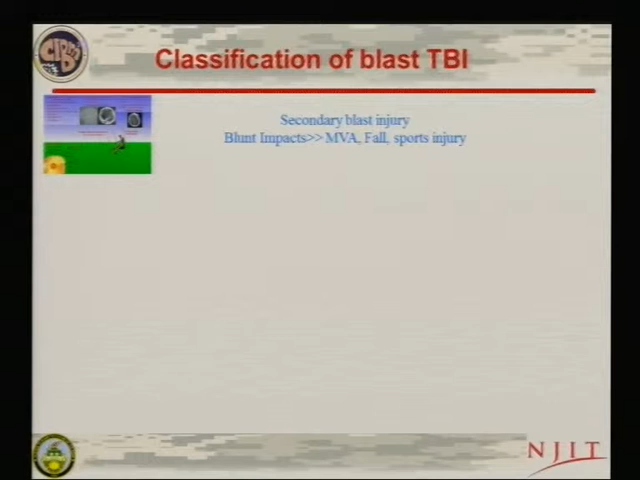 Classification of blast TBI
Secondary blast injury
Blunt Impacts>> MVA, Fall, sports injury
NJIT